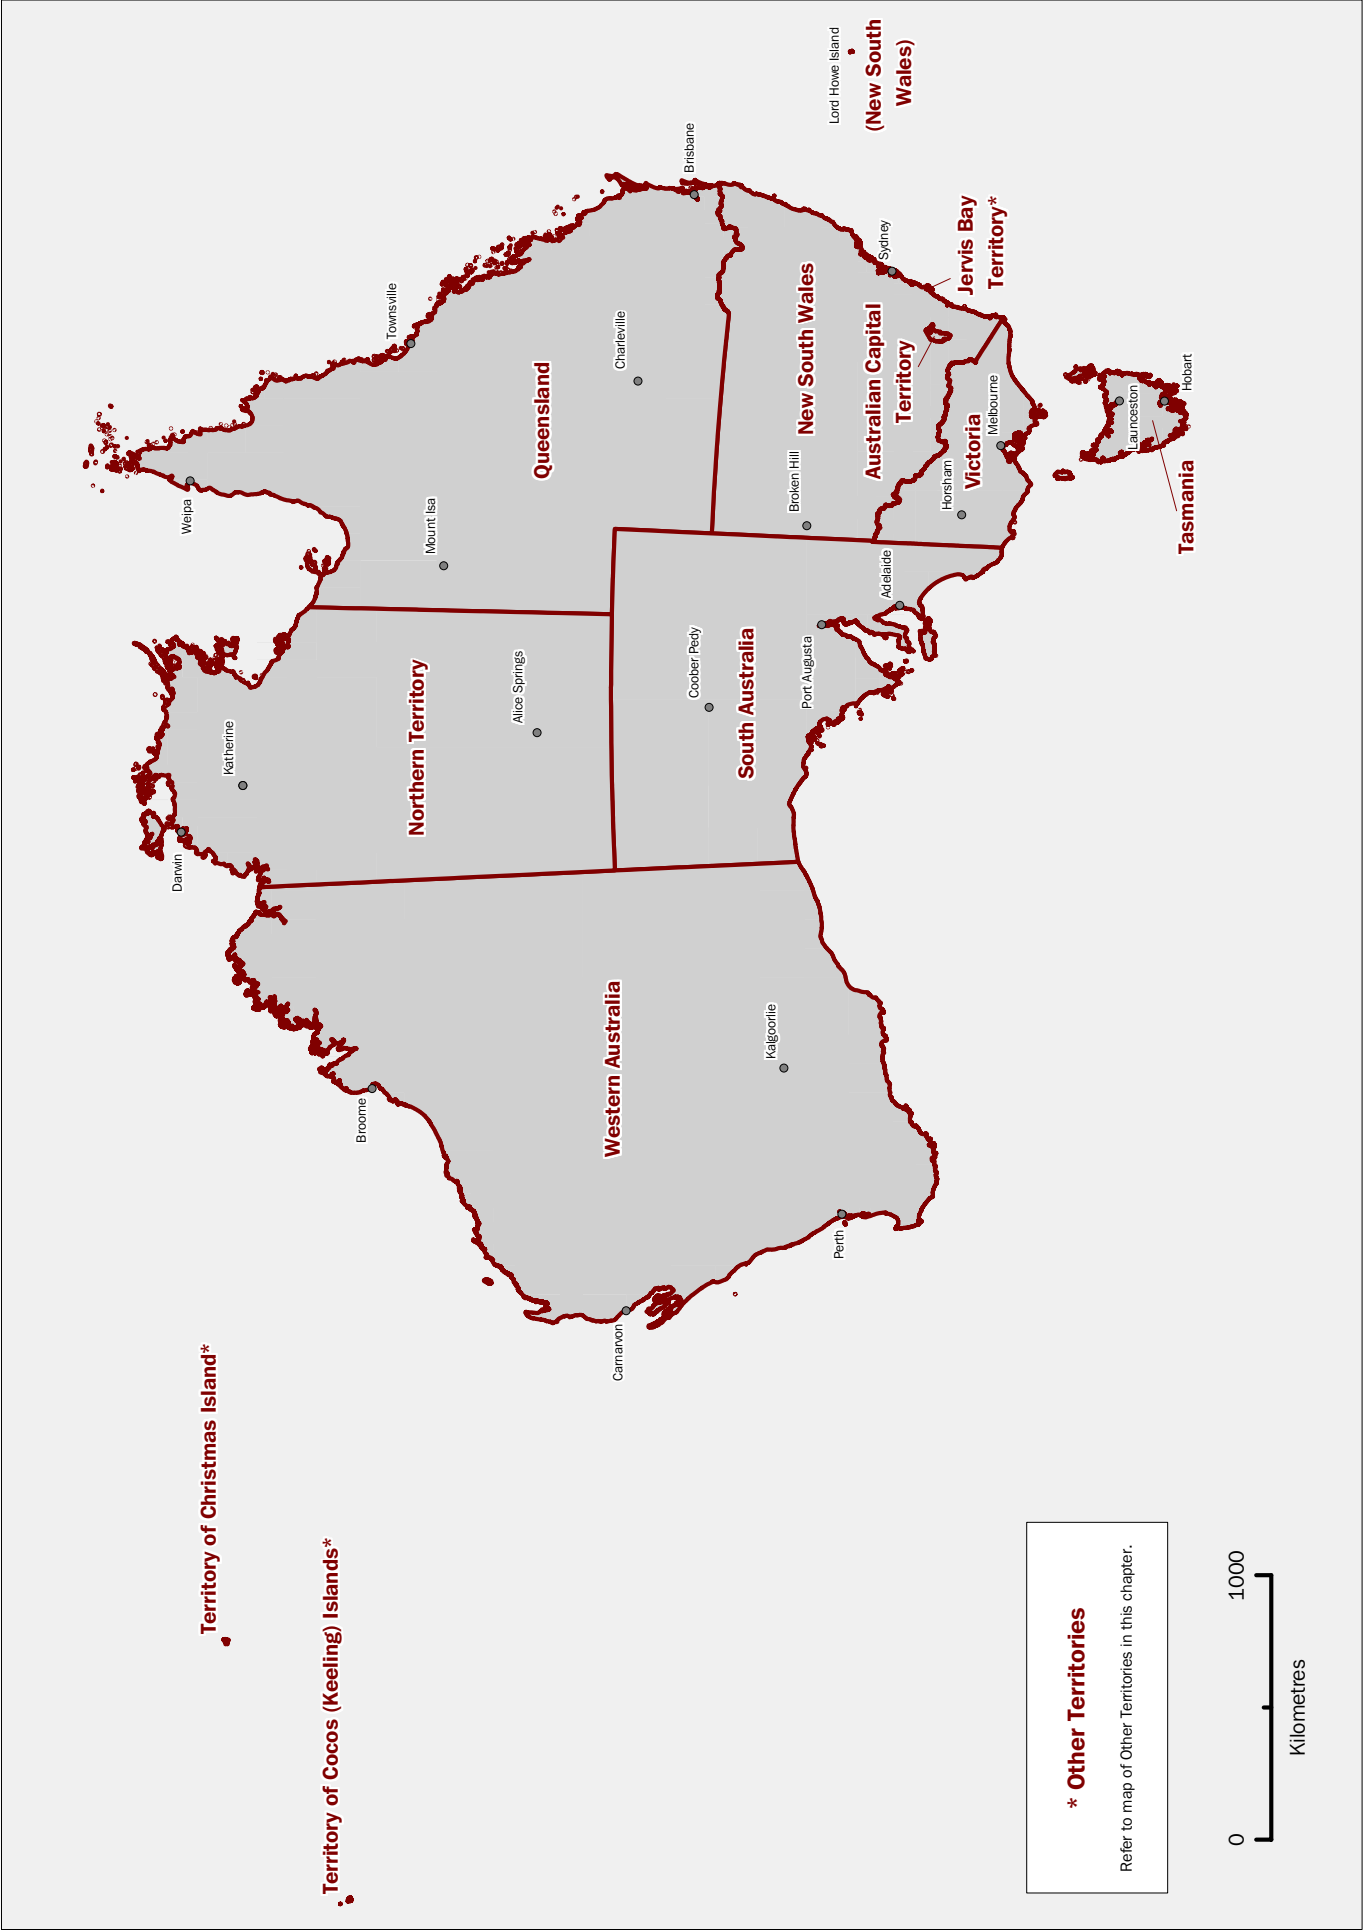 Territory of Christmas Island*
Territory of Cocos (Keeling) Islands*
Darwin
Katherine
Weipa
Broome
Northern Territory
Mount Isa
Townsville
Alice Springs
Queensland
Western Australia
Carnarvon
Charleville
Brisbane
Coober Pedy
South Australia
Kalgoorlie
Perth
Port Augusta
Broken Hill
New South Wales
Lord Howe Island
(New South
Wales)
Australian Capital
Territory
Adelaide
Sydney
Jervis Bay
Territory*
Horsham
Victoria
Melbourne
Launceston
Hobart
Tasmania
* Other Territories
Refer to map of Other Territories in this chapter.
0
1000
Kilometres